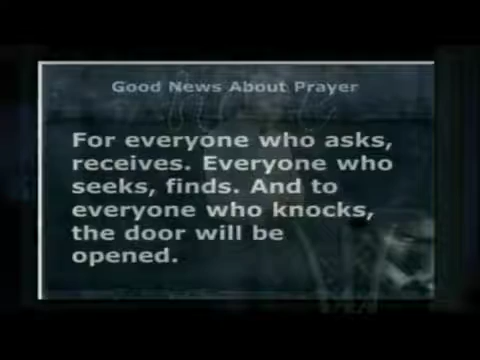 Good News About Prayer
For everyone who asks,
receives. Everyone who
seeks, finds. And to
everyone who knocks,
the door will be
opened.